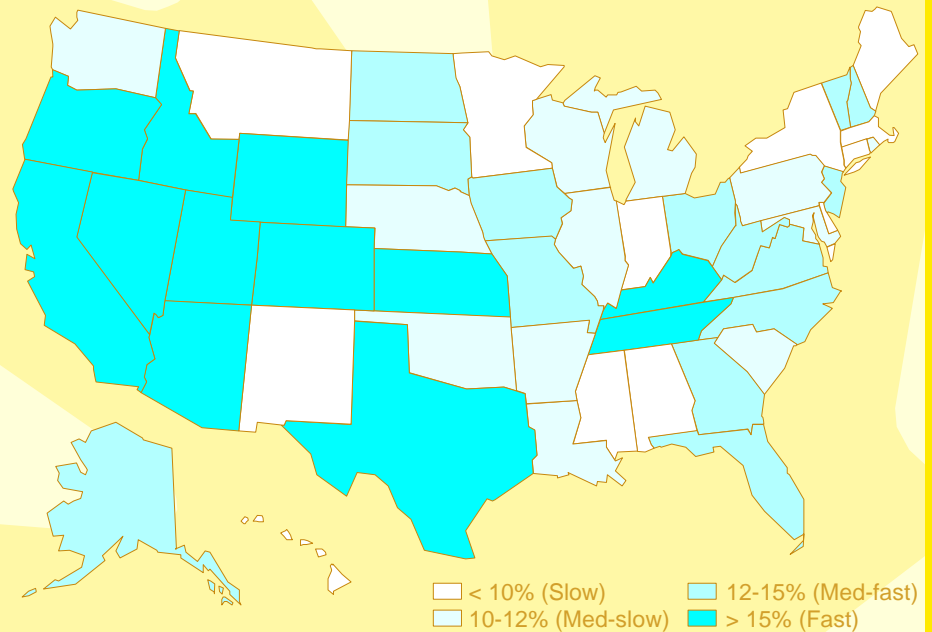 < 10% (Slow)
12-15% (Med-fast)
10-12% (Med-slow)
> 15% (Fast)